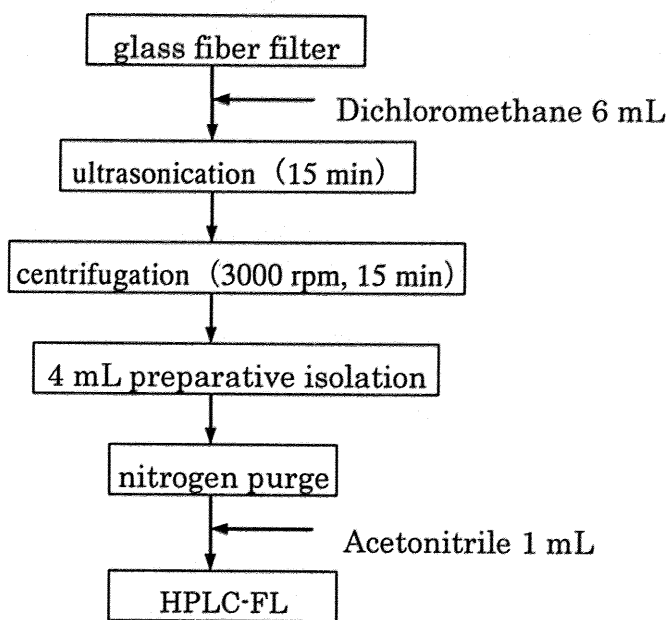 glass fiber filter
Dichloromethane 6 mL
ultrasonication (15 min)
centrifugation (3000 rpm, 15 min)
4 mL preparative isolation
nitrogen purge
Acetonitrile 1 mL
HPLC-FL